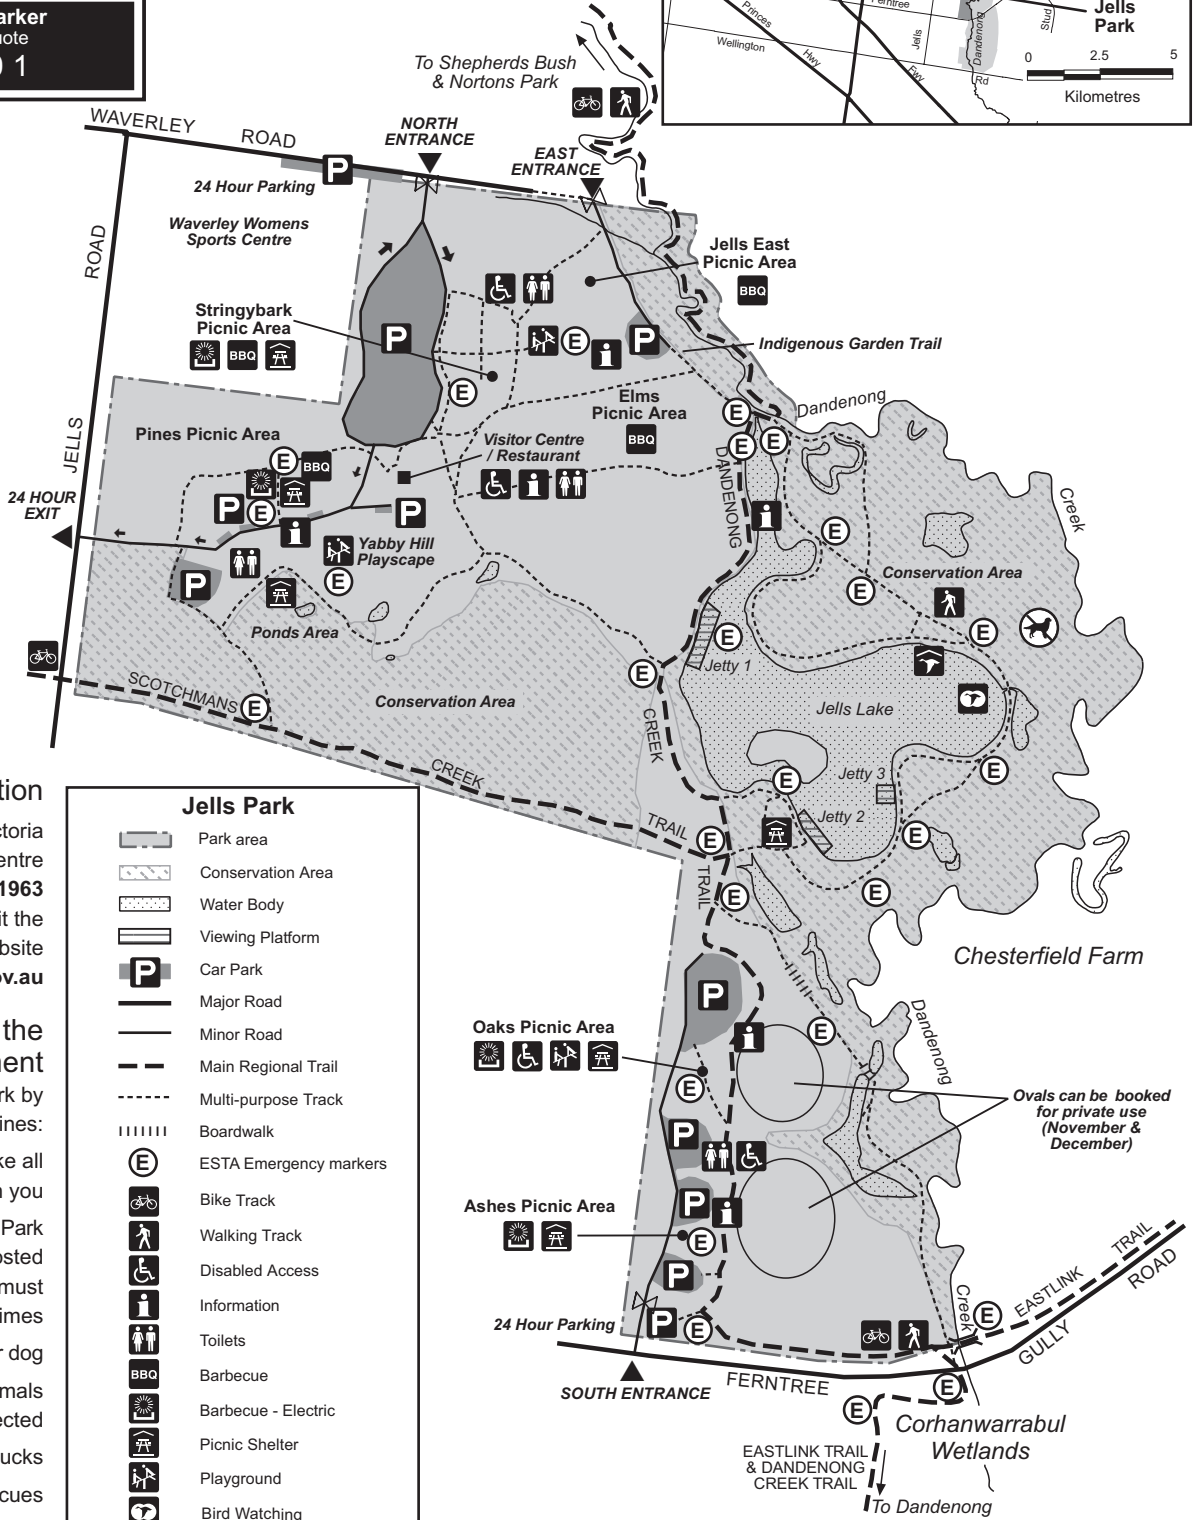 arker
uote
0 1
Ferntree
Princes
Hwy
Wellington
Jells
Fwy
Dandenong
Rd
Stud
Jells
Park
0 2.5 5
Kilometres
To Shepherds Bush
& Nortons Park
WAVERLEY ROAD
P
24 Hour Parking
NORTH
ENTRANCE
EAST
ENTRANCE
Waverley Womens
Sports Centre
JELLS ROAD
Jells East
Picnic Area
BBQ
Stringybark
Picnic Area
BBQ
P
E
i
P
E
Indigenous Garden Trail
Elms
Picnic Area
BBQ
Dandenong
Creek
Pines Picnic Area
E
BBQ
P
E
i
P
Visitor Centre
/ Restaurant
i
P
Yabby Hill
Playscape
E
24 HOUR
EXIT
Ponds Area
E
E
E
i
E
E
E
Conservation Area
E
Jetty 1
E
Jells Lake
Conservation Area
SCOTCHMANS CREEK TRAIL
E
DANDENONG CREEK TRAIL
E
Jetty 3
Jetty 2
E
E
E
E
E
Chesterfield Farm
Dandenong
Creek
P
i
E
Oaks Picnic Area
E
Ovals can be booked
for private use
(November &
December)
P
P
i
Ashes Picnic Area
E
P
24 Hour Parking
P
E
SOUTH ENTRANCE
FERNTREE GULLY ROAD
EASTLINK TRAIL
E
E
E
Corhanwarrabul
Wetlands
EASTLINK TRAIL
& DANDENONG
CREEK TRAIL
To Dandenong
tion
ctoria
entre
1963
it the
bsite
ov.au
the
nent
rk by
lines:
ke all
h you
Park
osted
must
times
r dog
mals
ected
ucks
cues
Jells Park
Park area
Conservation Area
Water Body
Viewing Platform
P Car Park
Major Road
Minor Road
Main Regional Trail
Multi-purpose Track
Boardwalk
E ESTA Emergency markers
Bike Track
Walking Track
Disabled Access
i Information
Toilets
BBQ Barbecue
Barbecue - Electric
Picnic Shelter
Playground
Bird Watching